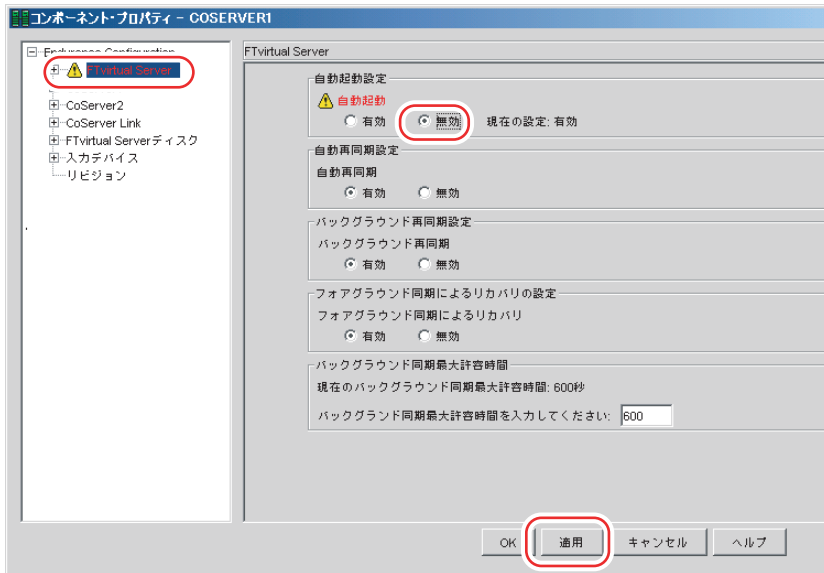 コンポーネント・プロパティ - COSERVER1
Endurance Configuration
FTvirtual Server
CoServer2
CoServer Link
FTvirtual Serverディスク
入力デバイス
リビジョン
FTvirtual Server
自動起動設定
自動起動
有効 無効 現在の設定: 有効
自動再同期設定
自動再同期
有効 無効
バックグラウンド再同期設定
バックグラウンド再同期
有効 無効
フォアグラウンド同期によるリカバリの設定
フォアグラウンド同期によるリカバリ
有効 無効
バックグラウンド同期最大許容時間
現在のバックグラウンド同期最大許容時間: 600秒
バックグランド同期最大許容時間を入力してください: 600
OK 適用 キャンセル ヘルプ